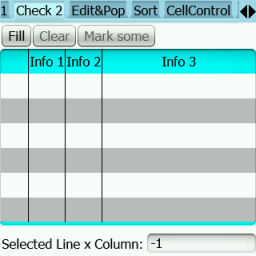 1 Check 2 Edit&Pop Sort CellControl
Fill Clear Mark some
Info 1 Info 2 Info 3
Selected Line x Column: -1